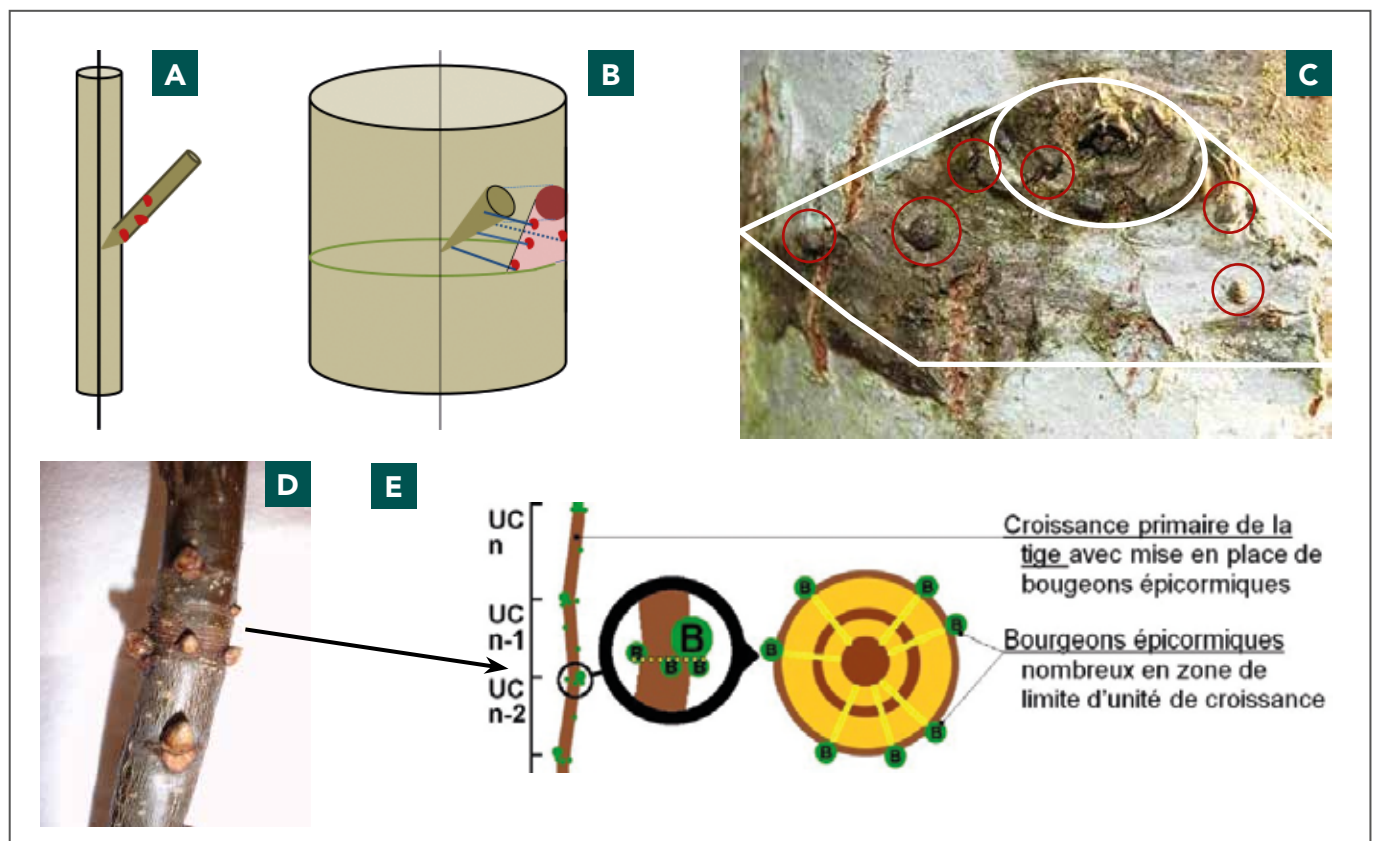 A
B
C
D
E
UC
n
UC
n-1
UC
n-2
B
B
B
B
B
B
B
B
B
B
B
B
Croissance primaire de la
tige avec mise en place de
bougeons épicormiques
Bourgeons épicormiques
nombreux en zone de
limite d'unité de croissance